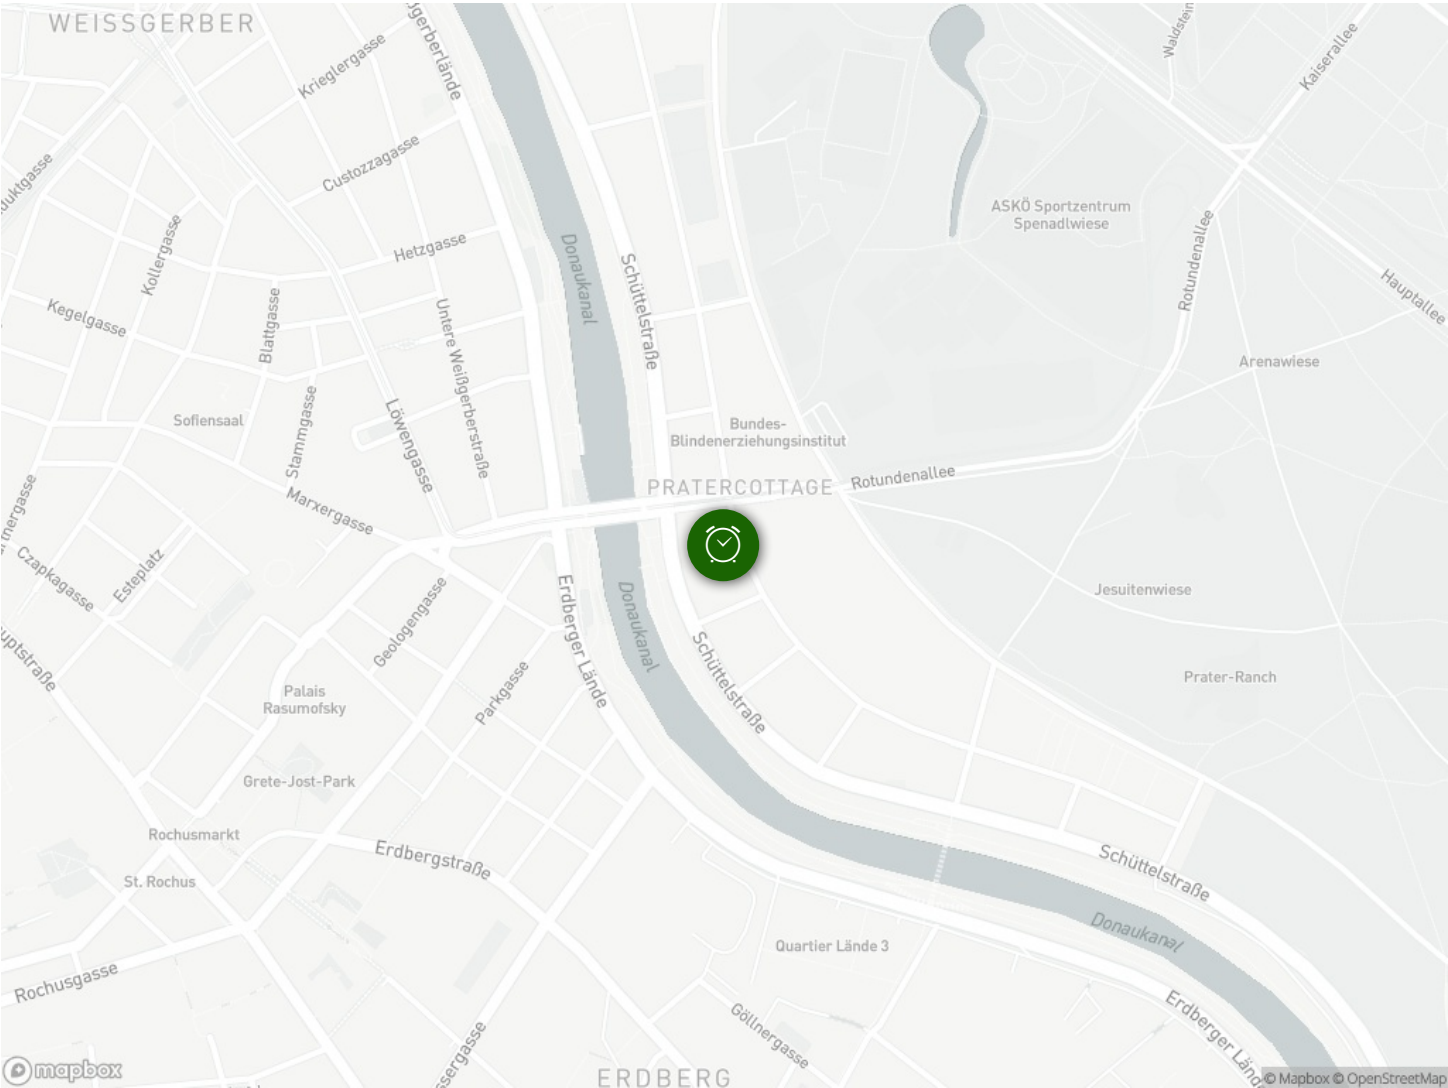 WEISSGERBER
Krieglergasse
Waldstein
Kaiserallee
Custozzagasse
ASKÖ Sportzentrum
Spenadlwiese
Kollergasse
Hetzgasse
Donaukanal
Schüttelstraße
Rotundenallee
Hauptallee
Kegelgasse
Blattgasse
Untere Weißgerberstraße
Arenawiese
Sofiensaal
Stammgasse
Löwengasse
Bundes-
Blindenerziehungsinstitut
PRATERCOTTAGE
Rotundenallee
Marxergasse
Czapkagasse
Esteplatz
Geologengasse
Erdberger Lände
Donaukanal
Jesuitenwiese
Schüttelstraße
Parkgasse
Prater-Ranch
Palais
Rasumofsky
Grete-Jost-Park
Rochusmarkt
Erdbergstraße
St. Rochus
Schüttelstraße
Donaukanal
Quartier Lände 3
Rochusgasse
Göllnergasse
Erdberger Länd
mapbox
ERDBERG
© Mapbox © OpenStreetMap